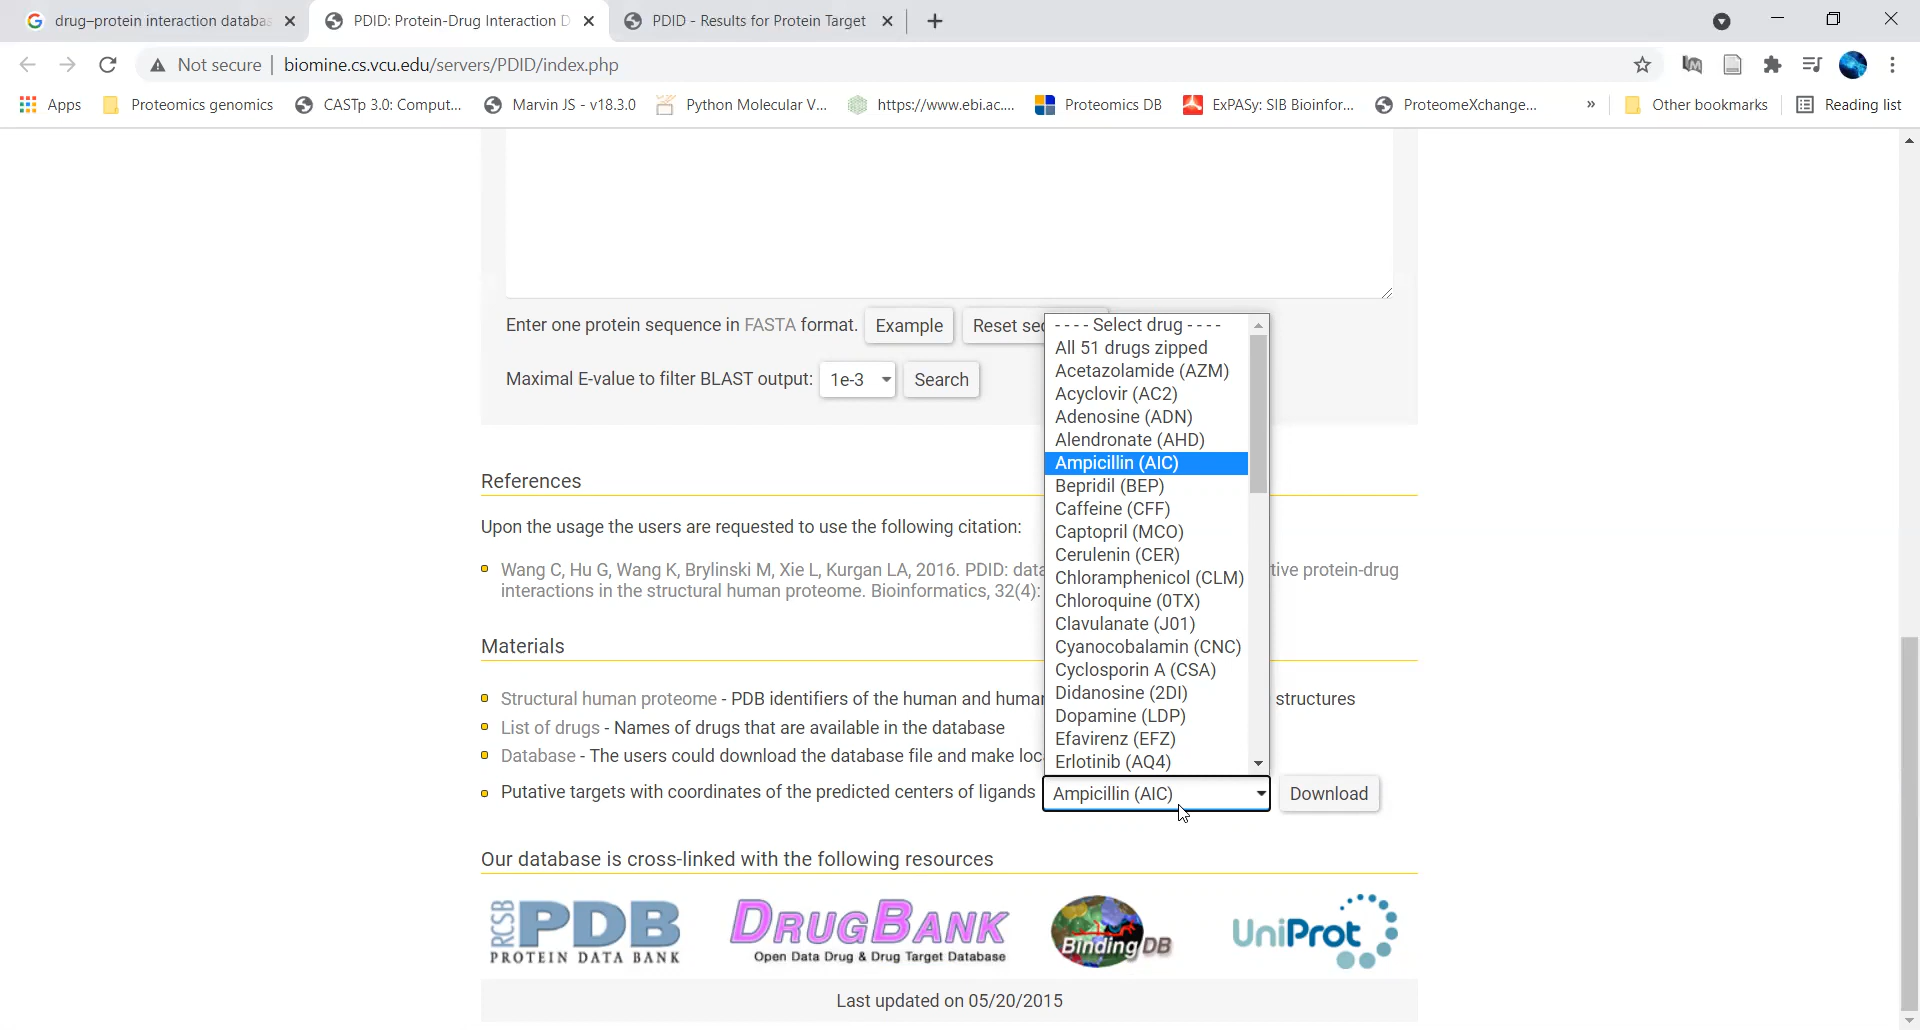 drug–protein interaction databas
PDID: Protein-Drug Interaction D
PDID - Results for Protein Target
Not secure
biomine.cs.vcu.edu/servers/PDID/index.php
Apps
Proteomics genomics
CASTp 3.0: Comput...
Marvin JS - v18.3.0
Python Molecular V...
https://www.ebi.ac....
Proteomics DB
ExPASy: SIB Bioinfor...
ProteomeXchange...
»
Other bookmarks
Reading list
Enter one protein sequence in FASTA format.
Example
Reset se
Maximal E-value to filter BLAST output:
1e-3
Search
---- Select drug ----
All 51 drugs zipped
Acetazolamide (AZM)
Acyclovir (AC2)
Adenosine (ADN)
Alendronate (AHD)
Ampicillin (AIC)
Bepridil (BEP)
Caffeine (CFF)
Captopril (MCO)
Cerulenin (CER)
Chloramphenicol (CLM)
Chloroquine (0TX)
Clavulanate (J01)
Cyanocobalamin (CNC)
Cyclosporin A (CSA)
Didanosine (2DI)
Dopamine (LDP)
Efavirenz (EFZ)
Erlotinib (AQ4)
References
Upon the usage the users are requested to use the following citation:
Wang C, Hu G, Wang K, Brylinski M, Xie L, Kurgan LA, 2016. PDID: data tive protein-drug
interactions in the structural human proteome. Bioinformatics, 32(4):
Materials
Structural human proteome - PDB identifiers of the human and human structures
List of drugs - Names of drugs that are available in the database
Database - The users could download the database file and make loc
Putative targets with coordinates of the predicted centers of ligands
Ampicillin (AIC)
Download
Our database is cross-linked with the following resources
RCSB
PDB
PROTEIN DATA BANK
DRUGBANK
Open Data Drug & Drug Target Database
BindingDB
UniProt
Last updated on 05/20/2015